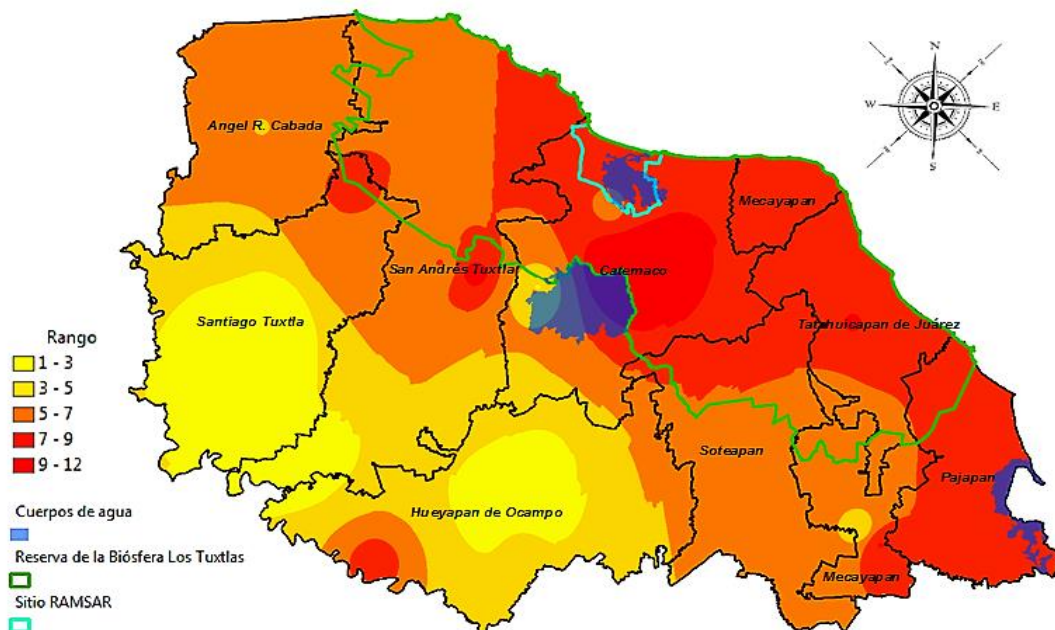 N
W
E
S
Angel R. Cabada
Mecayapan
San Andrés Tuxtla
Catemaco
Santiago Tuxtla
Tatahuicapan de Juárez
Soteapan
Pajapan
Hueyapan de Ocampo
Mecayapan
Rango
1 - 3
3 - 5
5 - 7
7 - 9
9 - 12
Cuerpos de agua
Reserva de la Biósfera Los Tuxtlas
Sitio RAMSAR